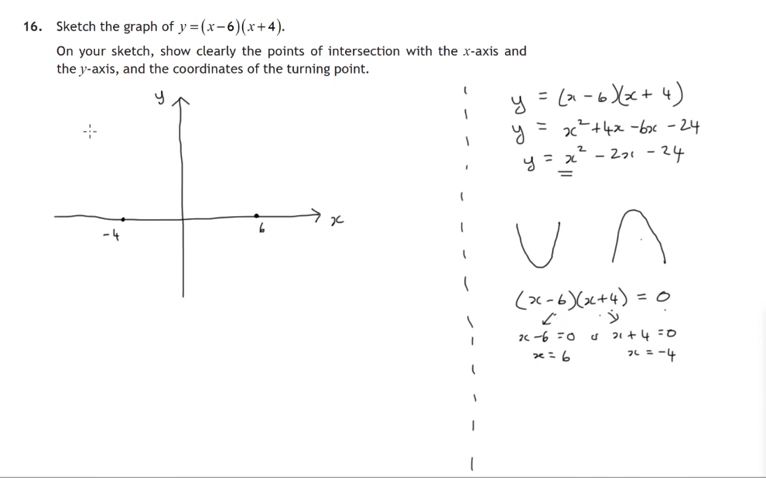 16. Sketch the graph of y=(x−6)(x+4).
On your sketch, show clearly the points of intersection with the x-axis and
the y-axis, and the coordinates of the turning point.
y
x
-4
6
y = (x - 6)(x + 4)
y = x² + 4x - 6x - 24
y = x² - 2x - 24
(x - 6)(x + 4) = 0
x - 6 = 0 or x + 4 = 0
x = 6 x = -4